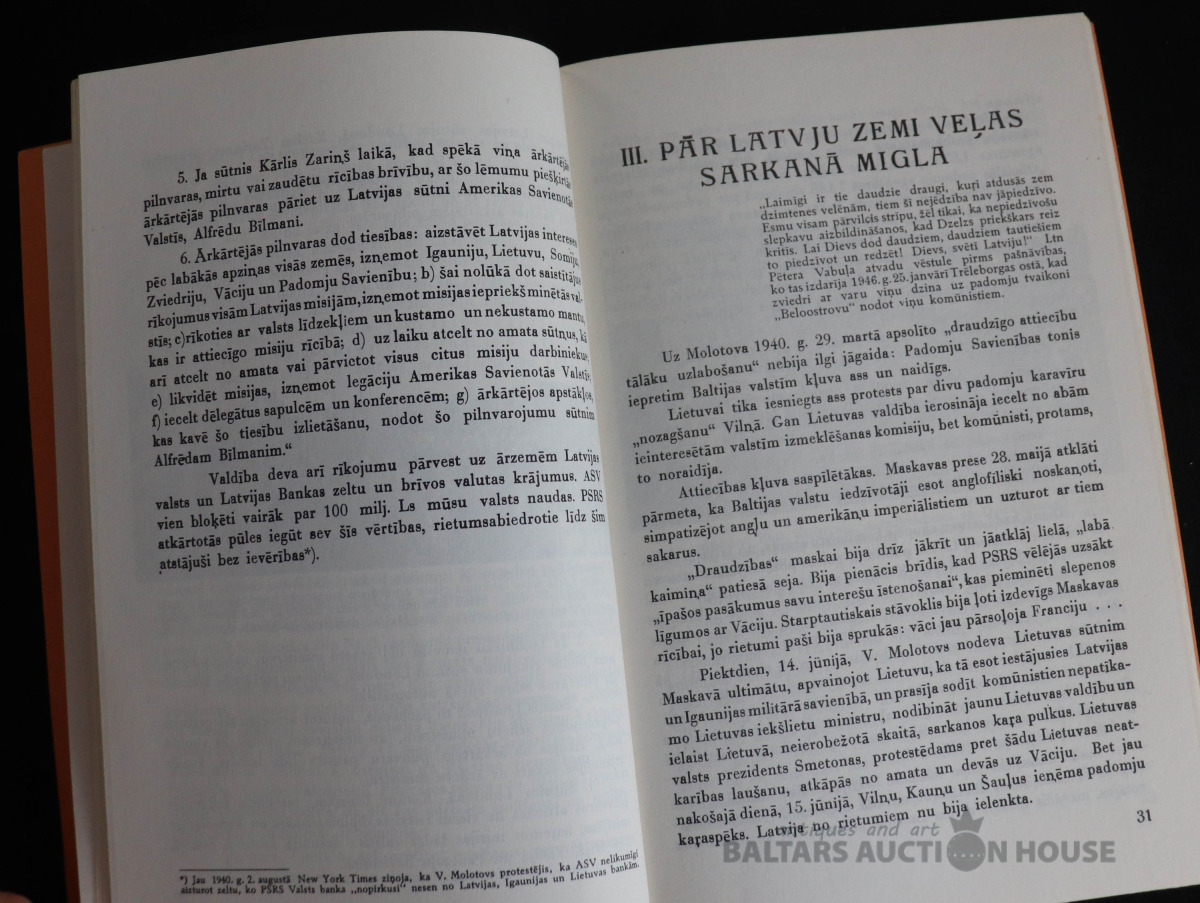 5. Ja sūtnis Kārlis Zariņš laikā, kad spēkā viņa ārkārtējās
pilnvaras, mirtu vai zaudētu rīcības brīvību, ar šo lēmumu piešķirtās
ārkārtējās pilnvaras pāriet uz Latvijas sūtni Amerikas Savienotās
Valstīs, Alfrēdu Bīlmani.
6. Ārkārtējās pilnvaras dod tiesības: aizstāvēt Latvijas intereses
pēc labākās apziņas visās zemēs, izņemot Igauniju, Lietuvu, Somiju,
Zviedriju, Vāciju un Padomju Savienību; b) šai nolūkā dot saistītājus
rīkojumus visām Latvijas misijām, izņemot misijas iepriekš minētās val-
stīs; c) rīkoties ar valsts līdzekļiem un kustamo un nekustamo mantu,
kas ir attiecīgo misiju rīcībā; d) uz laiku atcelt no amata sūtņus, kā
arī atcelt no amata vai pārvietot visus citus misiju darbiniekus;
e) likvidēt misijas, izņemot legāciju Amerikas Savienotās Valstīs;
f) iecelt dēlegātus sapulcēm un konferencēm; g) ārkārtējos apstākļos,
kas kavē šo tiesību izlietāšanu, nodot šo pilnvarojumu sūtnim
Alfrēdam Bīlmanim.“
Valdība deva arī rīkojumu pārvest uz ārzemēm Latvijas
valsts un Latvijas Bankas zeltu un brīvos valutas krājumus. ASV
vien bloķēti vairāk par 100 milj. Ls mūsu valsts naudas. PSRS
atkārtotās pūles iegūt sev šīs vērtības, rietumsabiedrotie līdz šim
atstājuši bez ievērības*).
*) Jau 1940. g. 2. augustā New York Times ziņoja, ka V. Molotovs protestējis, ka ASV nelikumīgi
aizturot zeltu, ko PSRS Valsts banka „nopirkusi“ nesen no Latvijas, Igaunijas un Lietuvas bankām.
III. PĀR LATVJU ZEMI VEĻAS
SARKANĀ MIGLA
„Laimīgi ir tie daudzie draugi, kuŗi atdusās zem
dzimtenes velēnām, tiem šī nejēdzība nav jāpiedzīvo.
Esmu visam pārvilcis strīpu, žēl tikai, ka nepiedzīvošu
slepkavu aizbildināšanos, kad Dzelzs priekškars reiz
kritīs. Lai Dievs dod daudziem, daudziem tautiešiem
to piedzīvot un redzēt! Dievs, svētī Latviju!“ Ltn
Pētera Vabuļa atvadu vēstule pirms pašnāvības,
ko tas izdarīja 1946. g. 25. janvārī Trēleborgas ostā, kad
zviedri ar varu viņu dzina uz padomju tvaikoni
„Beloostrovu“ nodot viņu komūnistiem.
Uz Molotova 1940. g. 29. martā apsolīto „draudzīgo attiecību
tālāku uzlabošanu“ nebija ilgi jāgaida: Padomju Savienības tonis
iepretim Baltijas valstīm kļuva ass un naidīgs.
Lietuvai tika iesniegts ass protests par divu padomju karavīru
„nozagšanu“ Viļņā. Gan Lietuvas valdība ierosināja iecelt no abām
ieinteresētām valstīm izmeklēšanas komisiju, bet komūnisti, protams,
to noraidīja.
Attiecības kļuva saspīlētākas. Maskavas prese 28. maijā atklāti
pārmeta, ka Baltijas valstu iedzīvotāji esot anglofīliski noskaņoti,
simpatizējot angļu un amerikāņu imperiālistiem un uzturot ar tiem
sakarus.
„Draudzības“ maskai bija drīz jākrīt un jāatklāj lielā, „labā
kaimiņa“ patiesā seja. Bija pienācis brīdis, kad PSRS vēlējās uzsākt
„īpašos pasākumus savu interešu īstenošanai“, kas pieminēti slepenos
līgumos ar Vāciju. Starptautiskais stāvoklis bija ļoti izdevīgs Maskavas
rīcībai, jo rietumi paši bija sprukās: vāci jau pārsoļoja Franciju . . .
Piektdien, 14. jūnijā, V. Molotovs nodeva Lietuvas sūtnim
Maskavā ultimātu, apvainojot Lietuvu, ka tā esot iestājusies Latvijas
un Igaunijas militārā savienībā, un prasīja sodīt komūnistien nepatīka-
mo Lietuvas iekšlietu ministru, nodibināt jaunu Lietuvas valdību un
ielaist Lietuvā, neierobežotā skaitā, sarkanos kaŗa pulkus. Lietuvas
valsts prezidents Smetonas, protestēdams pret šādu Lietuvas neat-
karības laušanu, atkāpās no amata un devās uz Vāciju. Bet jau
nākošajā dienā, 15. jūnijā, Viļņu, Kauņu un Šauļus ieņēma padomju
kaŗaspēks. Latvija no rietumiem nu bija ielenkta.
31
antiques and art
BALTARS AUCTION HOUSE